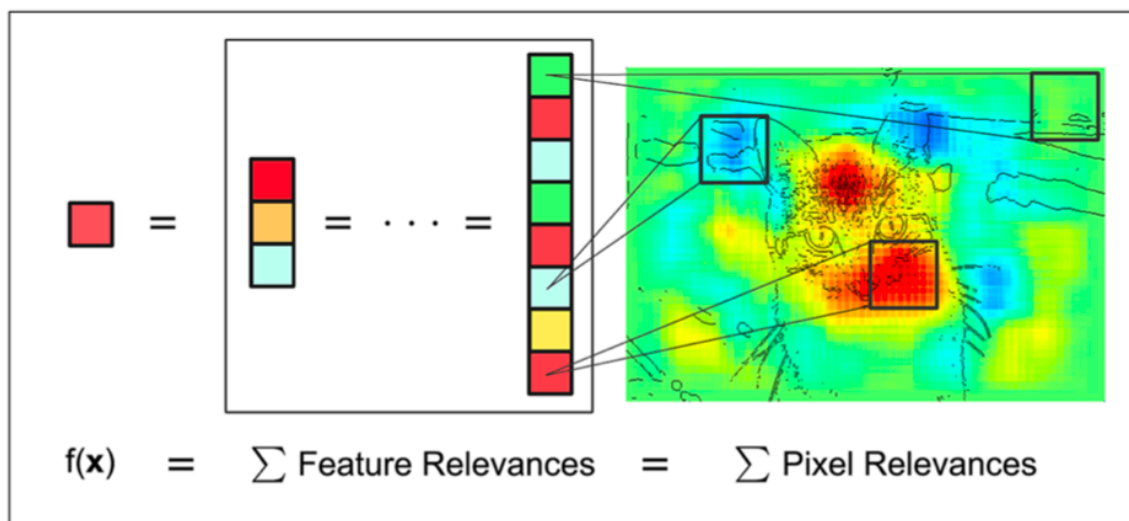 = = · · · =
f(x) = ∑ Feature Relevances = ∑ Pixel Relevances